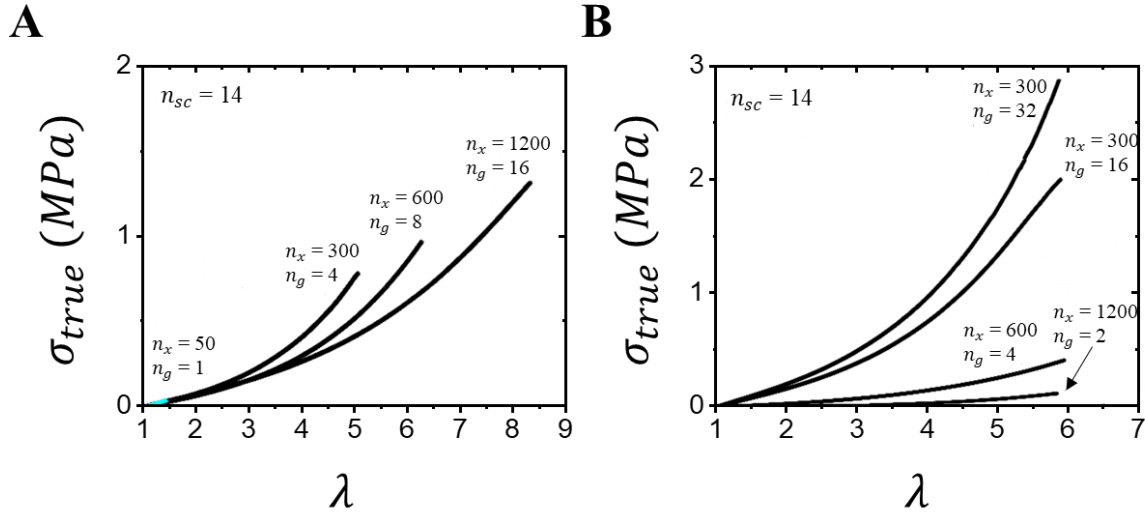 A
B
σ_true (MPa)
2
1
0
n_sc = 14
n_x = 50
n_g = 1
n_x = 300
n_g = 4
n_x = 600
n_g = 8
n_x = 1200
n_g = 16
1 2 3 4 5 6 7 8 9
λ
σ_true (MPa)
3
2
1
0
n_sc = 14
n_x = 300
n_g = 32
n_x = 300
n_g = 16
n_x = 600
n_g = 4
n_x = 1200
n_g = 2
1 2 3 4 5 6 7
λ